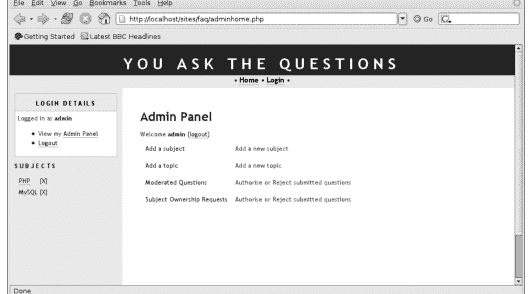 File Edit View Go Bookmarks Tools Help
http://localhost/sites/faq/adminhome.php Go
Getting Started Latest BBC Headlines
YOU ASK THE QUESTIONS
• Home • Login •
LOGIN DETAILS
Logged in as admin
• View my Admin Panel
• Logout
SUBJECTS
PHP [X]
MySQL [X]
Admin Panel
Welcome admin (logout)
Add a subject Add a new subject
Add a topic Add a new topic
Moderated Questions Authorise or Reject submitted questions
Subject Ownership Requests Authorise or Reject submitted questions
Done